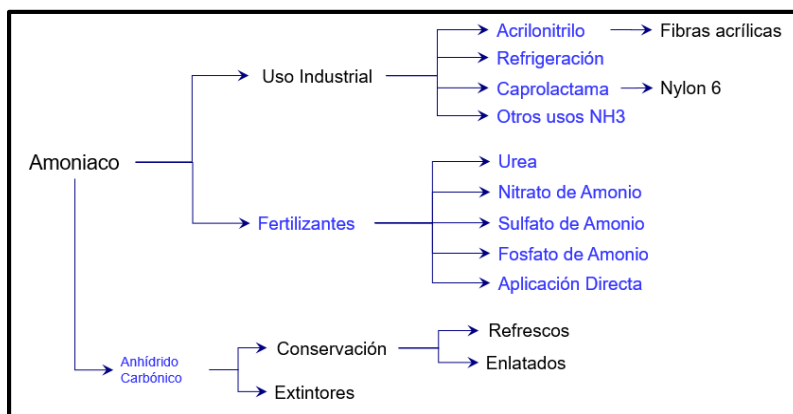 Amoniaco
Uso Industrial
Acrilonitrilo
Fibras acrílicas
Refrigeración
Caprolactama
Nylon 6
Otros usos NH3
Fertilizantes
Urea
Nitrato de Amonio
Sulfato de Amonio
Fosfato de Amonio
Aplicación Directa
Anhídrido
Carbónico
Conservación
Refrescos
Enlatados
Extintores